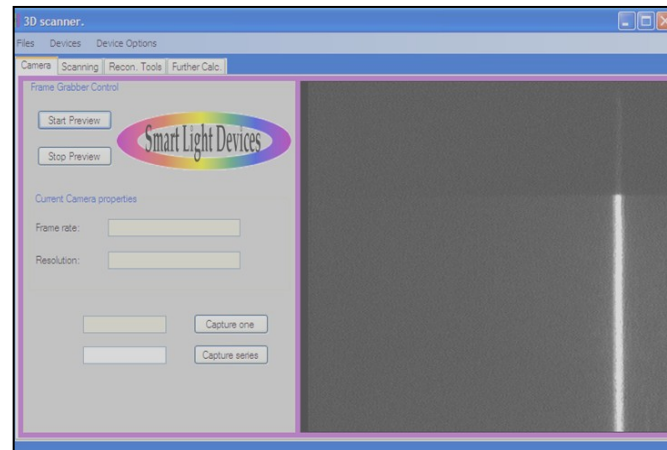 3D scanner.
Files Devices Device Options
Camera Scanning Recon. Tools Further Calc.
Frame Grabber Control
Start Preview
Smart Light Devices
Stop Preview
Current Camera properties
Frame rate:
Resolution:
Capture one
Capture series